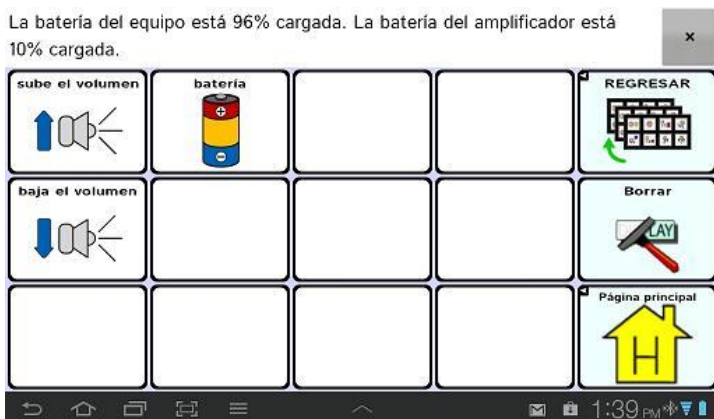 La batería del equipo está 96% cargada. La batería del amplificador está
10% cargada.
×
sube el volumen
batería
REGRESAR
baja el volumen
Borrar
LAY
Página principal
H
1:39 PM